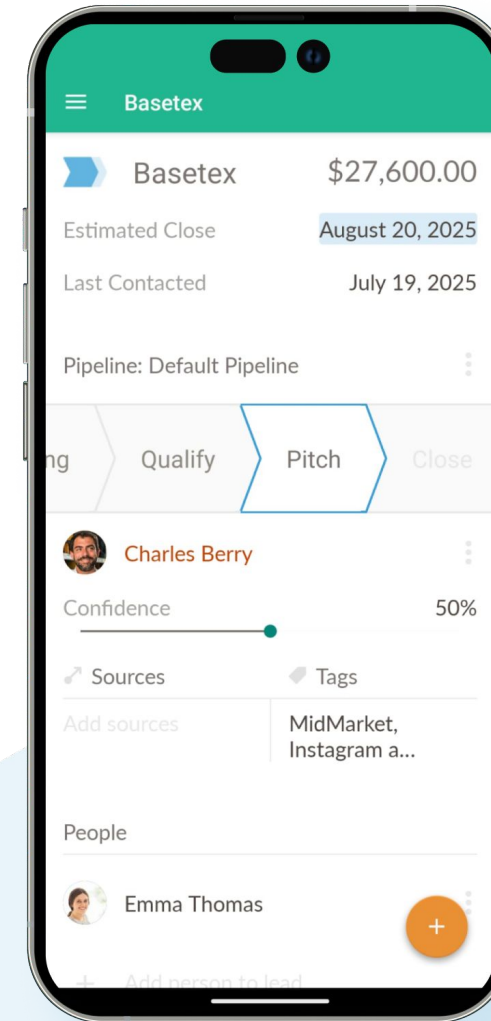 Basetex
Basetex
$27,600.00
Estimated Close
August 20, 2025
Last Contacted
July 19, 2025
Pipeline: Default Pipeline
ng
Qualify
Pitch
Close
Charles Berry
Confidence
50%
Sources
Tags
Add sources
MidMarket,
Instagram a...
People
Emma Thomas
+
+ Add person to lead